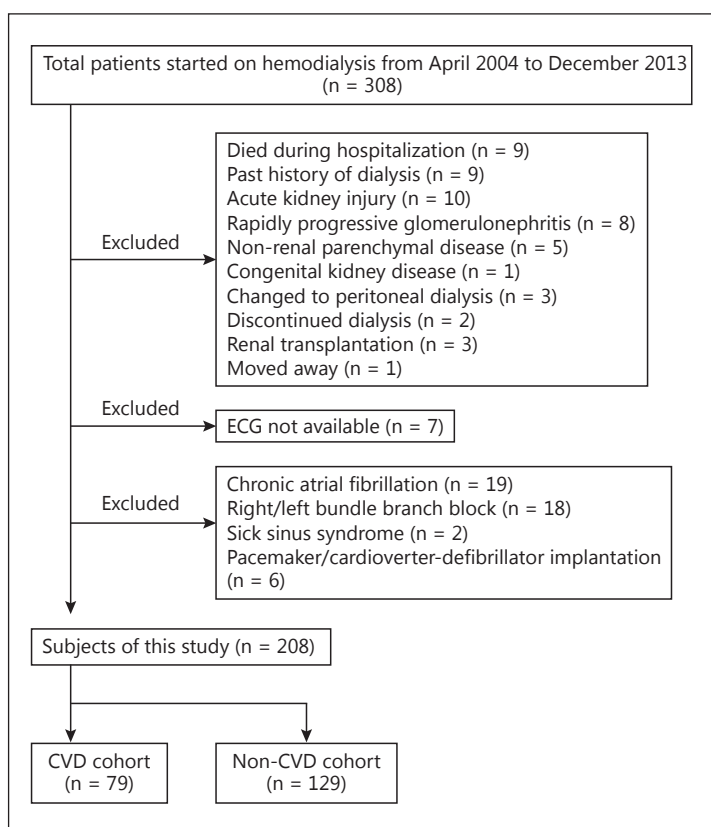 Total patients started on hemodialysis from April 2004 to December 2013
(n = 308)
Excluded
Died during hospitalization (n = 9)
Past history of dialysis (n = 9)
Acute kidney injury (n = 10)
Rapidly progressive glomerulonephritis (n = 8)
Non-renal parenchymal disease (n = 5)
Congenital kidney disease (n = 1)
Changed to peritoneal dialysis (n = 3)
Discontinued dialysis (n = 2)
Renal transplantation (n = 3)
Moved away (n = 1)
Excluded
ECG not available (n = 7)
Excluded
Chronic atrial fibrillation (n = 19)
Right/left bundle branch block (n = 18)
Sick sinus syndrome (n = 2)
Pacemaker/cardioverter-defibrillator implantation
(n = 6)
Subjects of this study (n = 208)
CVD cohort
(n = 79)
Non-CVD cohort
(n = 129)